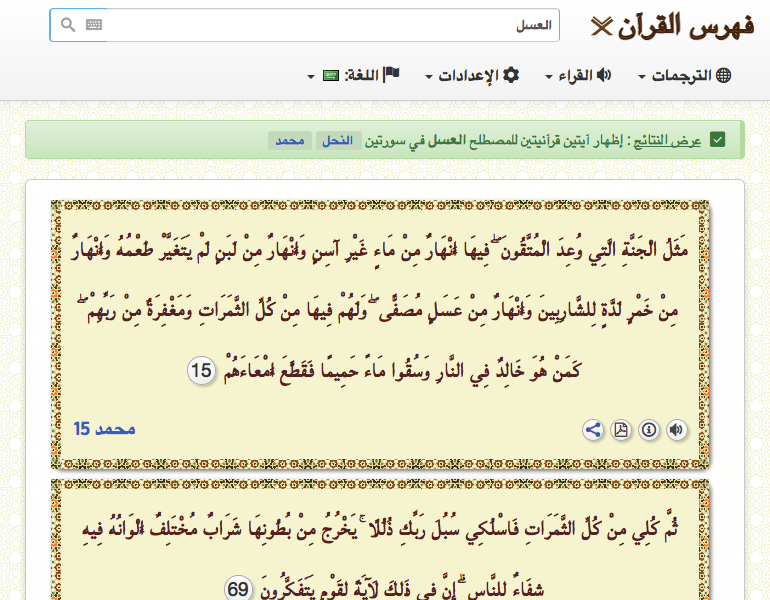 فهرس القرآن
العسل
الترجمات
القراء
الإعدادات
اللغة:
عرض النتائج : إظهار آيتين قرآنيتين للمصطلح العسل في سورتين النحل محمد
مَثَلُ الْجَنَّةِ الَّتِي وُعِدَ الْمُتَّقُونَ ۖ فِيهَا أَنْهَارٌ مِنْ مَاءٍ غَيْرِ آسِنٍ وَأَنْهَارٌ مِنْ لَبَنٍ لَمْ يَتَغَيَّرْ طَعْمُهُ وَأَنْهَارٌ
مِنْ خَمْرٍ لَذَّةٍ لِلشَّارِبِينَ وَأَنْهَارٌ مِنْ عَسَلٍ مُصَفًّى ۖ وَلَهُمْ فِيهَا مِنْ كُلِّ الثَّمَرَاتِ وَمَغْفِرَةٌ مِنْ رَبِّهِمْ ۖ
كَمَنْ هُوَ خَالِدٌ فِي النَّارِ وَسُقُوا مَاءً حَمِيمًا فَقَطَّعَ أَمْعَاءَهُمْ 15
محمد 15
ثُمَّ كُلِي مِنْ كُلِّ الثَّمَرَاتِ فَاسْلُكِي سُبُلَ رَبِّكِ ذُلُلًا ۚ يَخْرُجُ مِنْ بُطُونِهَا شَرَابٌ مُخْتَلِفٌ أَلْوَانُهُ فِيهِ
شِفَاءٌ لِلنَّاسِ ۗ إِنَّ فِي ذَٰلِكَ لَآيَةً لِقَوْمٍ يَتَفَكَّرُونَ 69